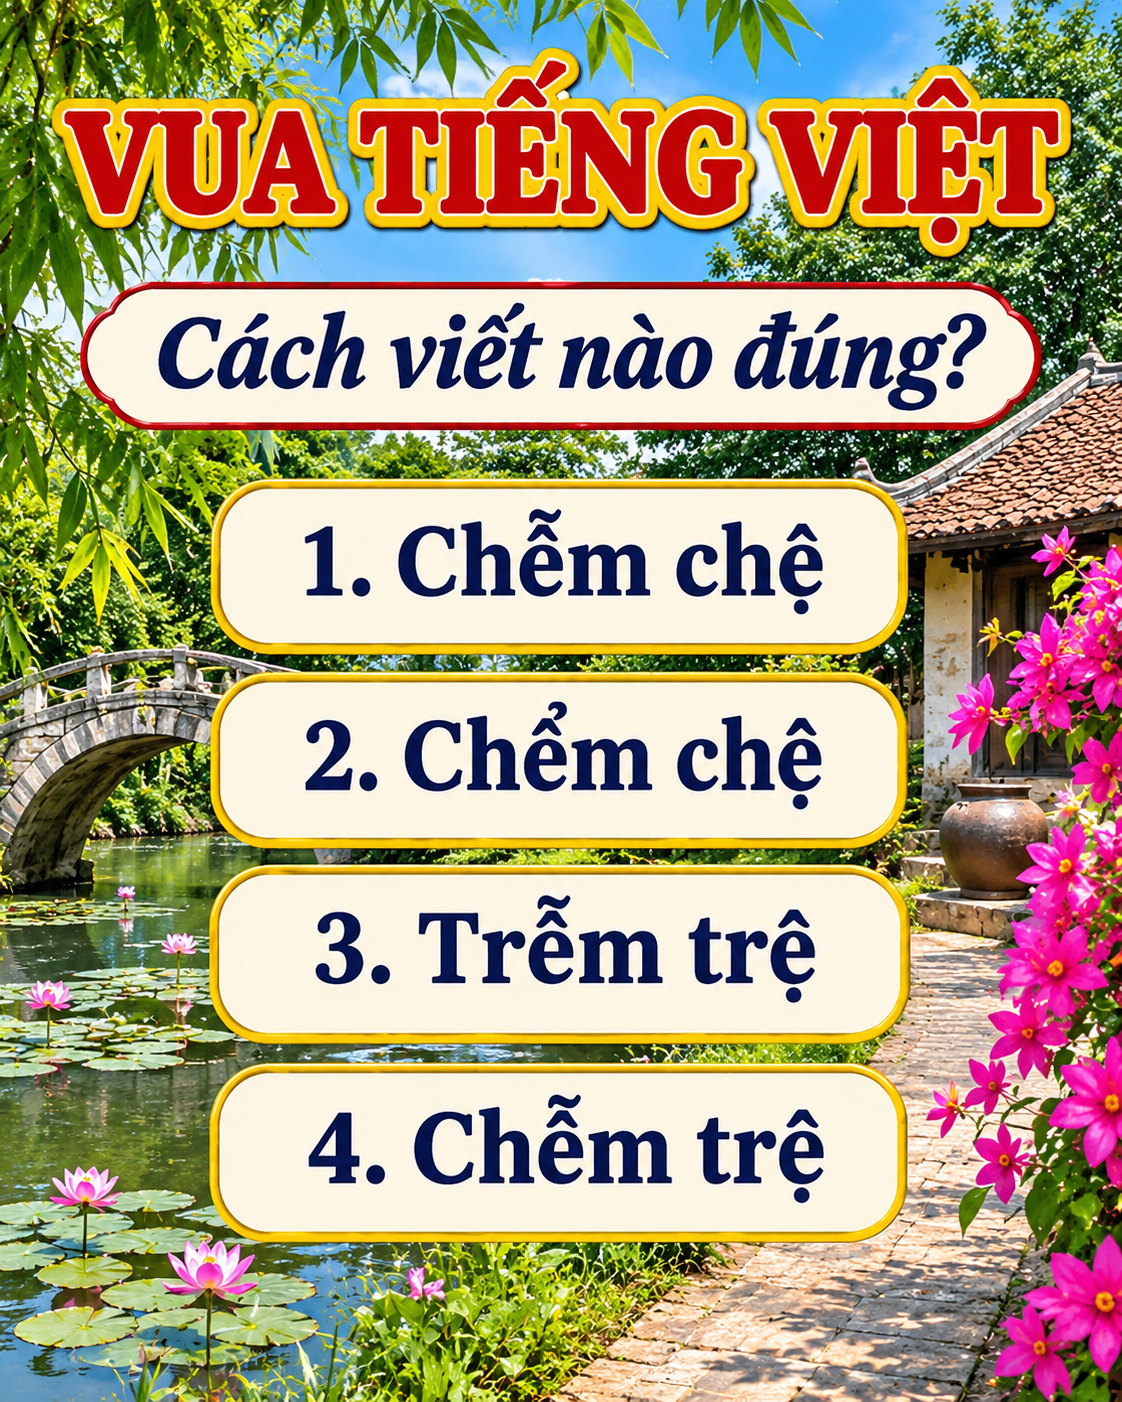 VUA TIẾNG VIỆT
Cách viết nào đúng?
1. Chễm chệ
2. Chểm chệ
3. Trễm trệ
4. Chễm trệ